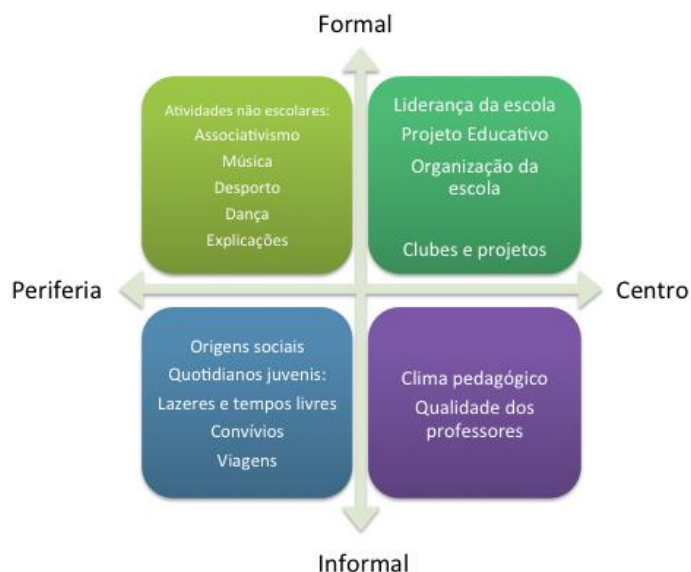 Formal
Atividades não escolares:
Associativismo
Música
Desporto
Dança
Explicações
Liderança da escola
Projeto Educativo
Organização da
escola
Clubes e projetos
Periferia
Centro
Origens sociais
Quotidianos juvenis:
Lazeres e tempos livres
Convívios
Viagens
Clima pedagógico
Qualidade dos
professores
Informal